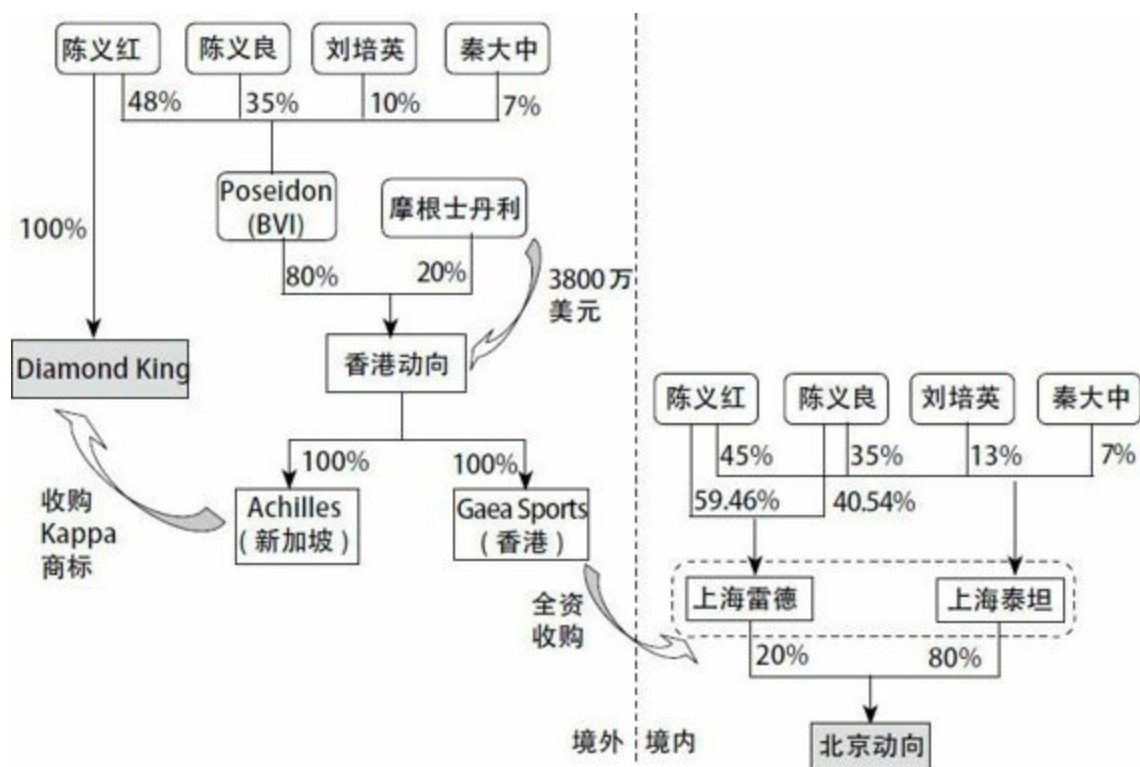 陈义红
陈义良
刘培英
秦大中
48%
35%
10%
7%
100%
Poseidon
(BVI)
摩根士丹利
80%
20%
3800万
美元
Diamond King
香港动向
100%
100%
收购
Kappa
商标
Achilles
(新加坡)
Gaea Sports
(香港)
全资
收购
陈义红
陈义良
刘培英
秦大中
45%
35%
13%
7%
59.46%
40.54%
上海雷德
上海泰坦
20%
80%
境外
境内
北京动向